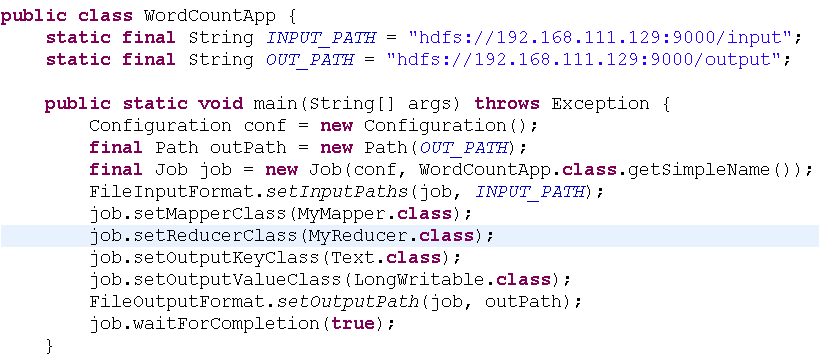 public class WordCountApp {
    static final String INPUT_PATH = "hdfs://192.168.111.129:9000/input";
    static final String OUT_PATH = "hdfs://192.168.111.129:9000/output";

    public static void main(String[] args) throws Exception {
        Configuration conf = new Configuration();
        final Path outPath = new Path(OUT_PATH);
        final Job job = new Job(conf, WordCountApp.class.getSimpleName());
        FileInputFormat.setInputPaths(job, INPUT_PATH);
        job.setMapperClass(MyMapper.class);
        job.setReducerClass(MyReducer.class);
        job.setOutputKeyClass(Text.class);
        job.setOutputValueClass(LongWritable.class);
        FileOutputFormat.setOutputPath(job, outPath);
        job.waitForCompletion(true);
    }